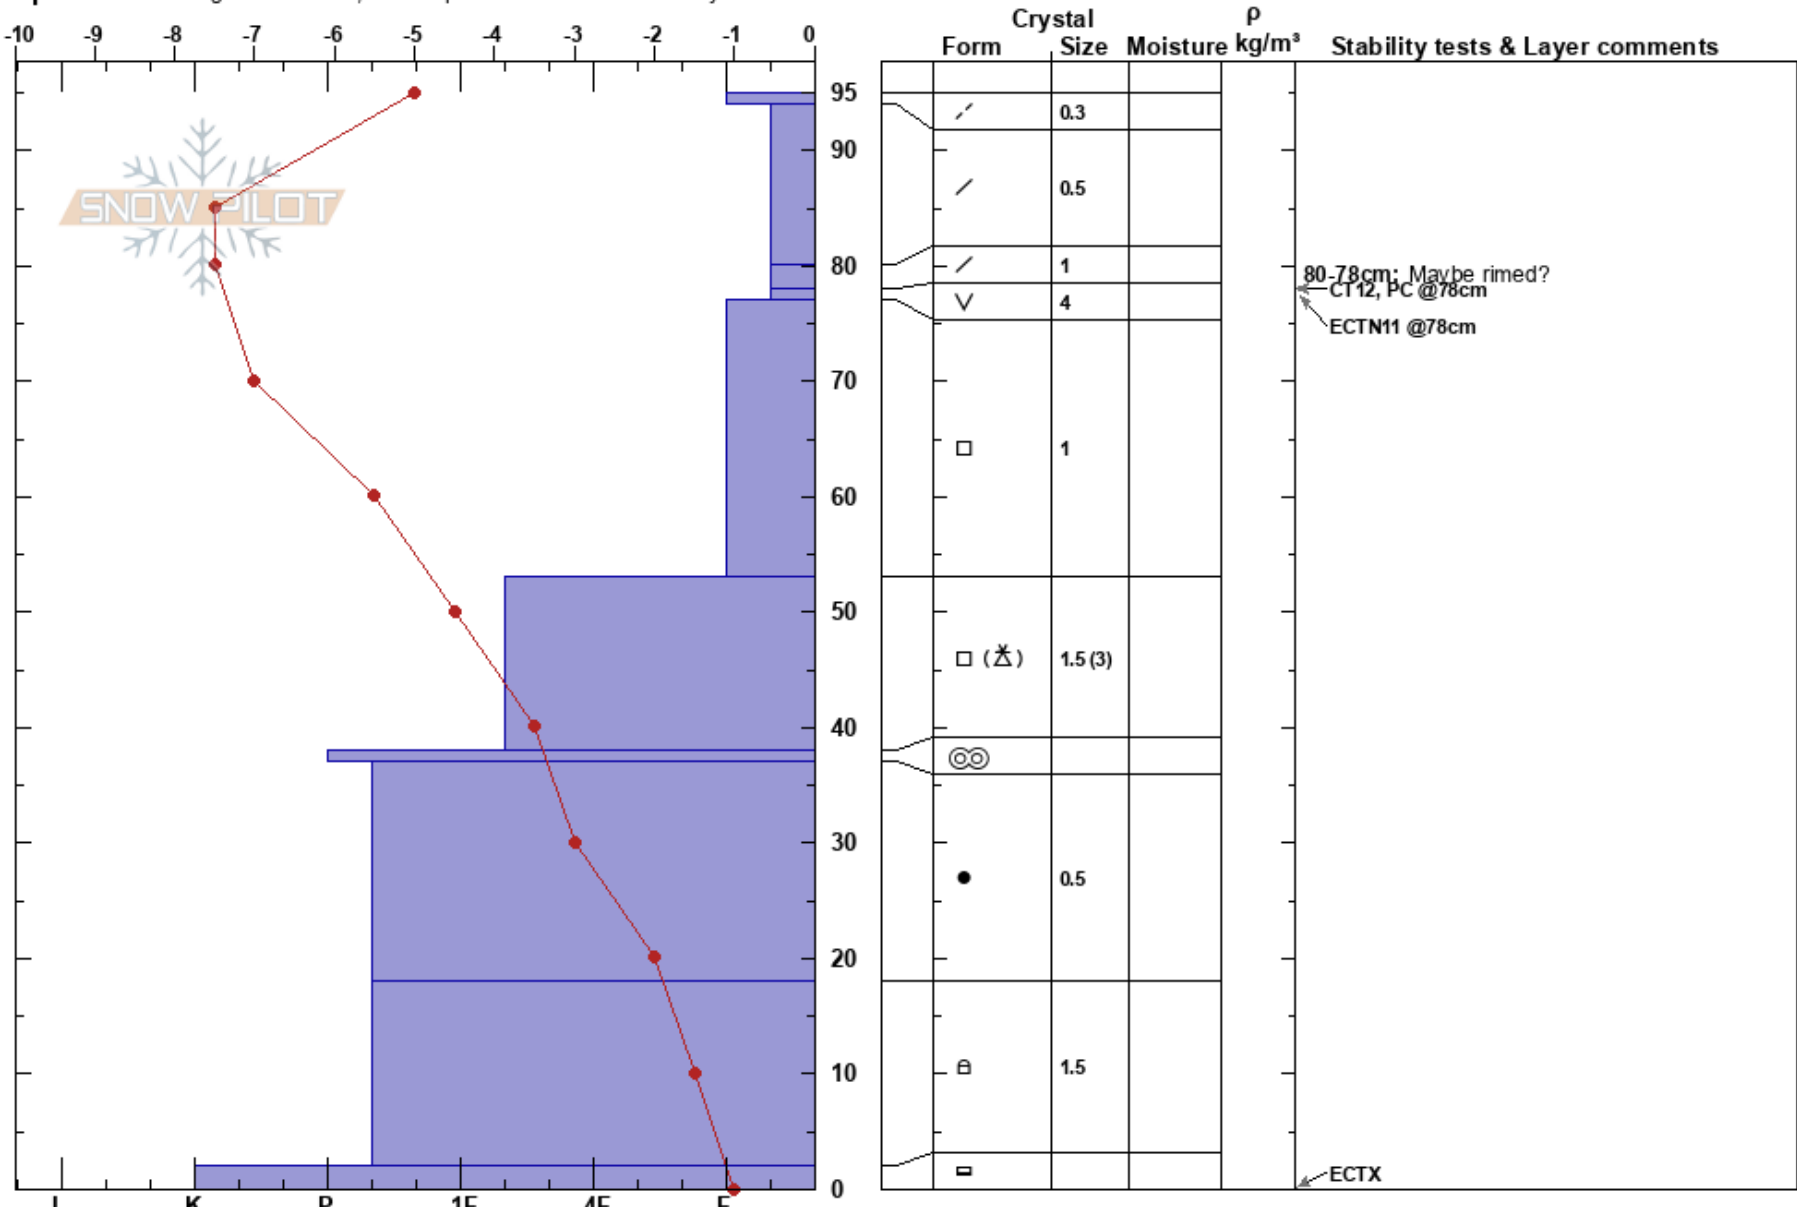 Crystal ρ
-10 -9 -8 -7 -6 -5 -4 -3 -2 -1 0 Form Size Moisture kg/m³ Stability tests & Layer comments
95
0.3
90
0.5
SNOW PILOT
80 1 80-78cm: Maybe rimed?
4 CT12, PC @78cm
ECTN11 @78cm
70
1
60
50
1.5 (3)
40
30
0.5
20
10 1.5
ECTX
0
I K P 1F 4F F